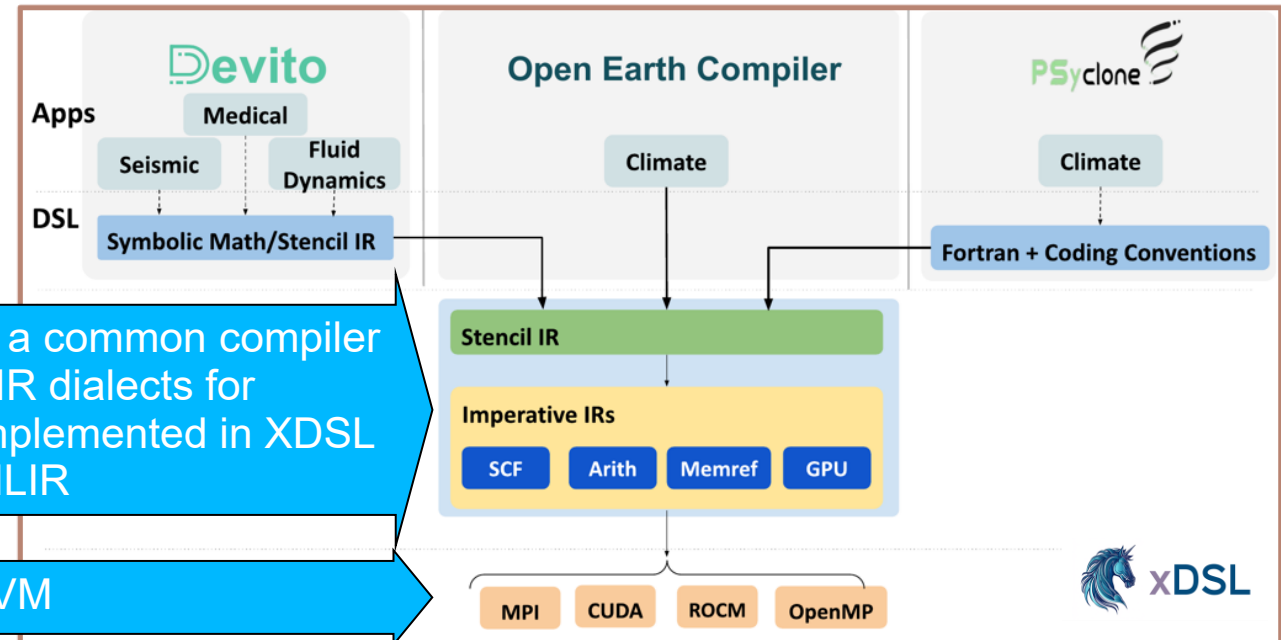 Devito
Open Earth Compiler
PSyclone
Apps
Medical
Seismic
Fluid
Dynamics
Climate
Climate
DSL
Symbolic Math/Stencil IR
Fortran + Coding Conventions
a common compiler
IR dialects for
mplemented in XDSL
LIR
Stencil IR
Imperative IRs
SCF
Arith
Memref
GPU
VM
MPI
CUDA
ROCM
OpenMP
xDSL